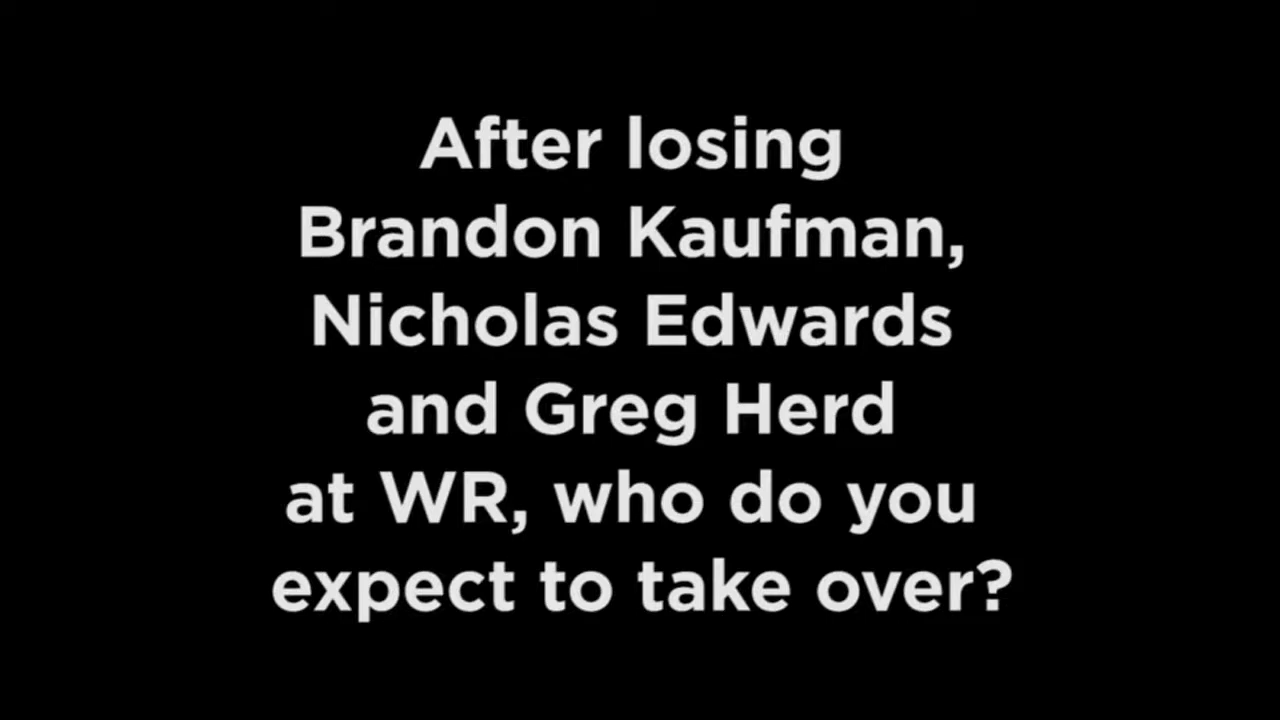 After losing
Brandon Kaufman,
Nicholas Edwards
and Greg Herd
at WR, who do you
expect to take over?